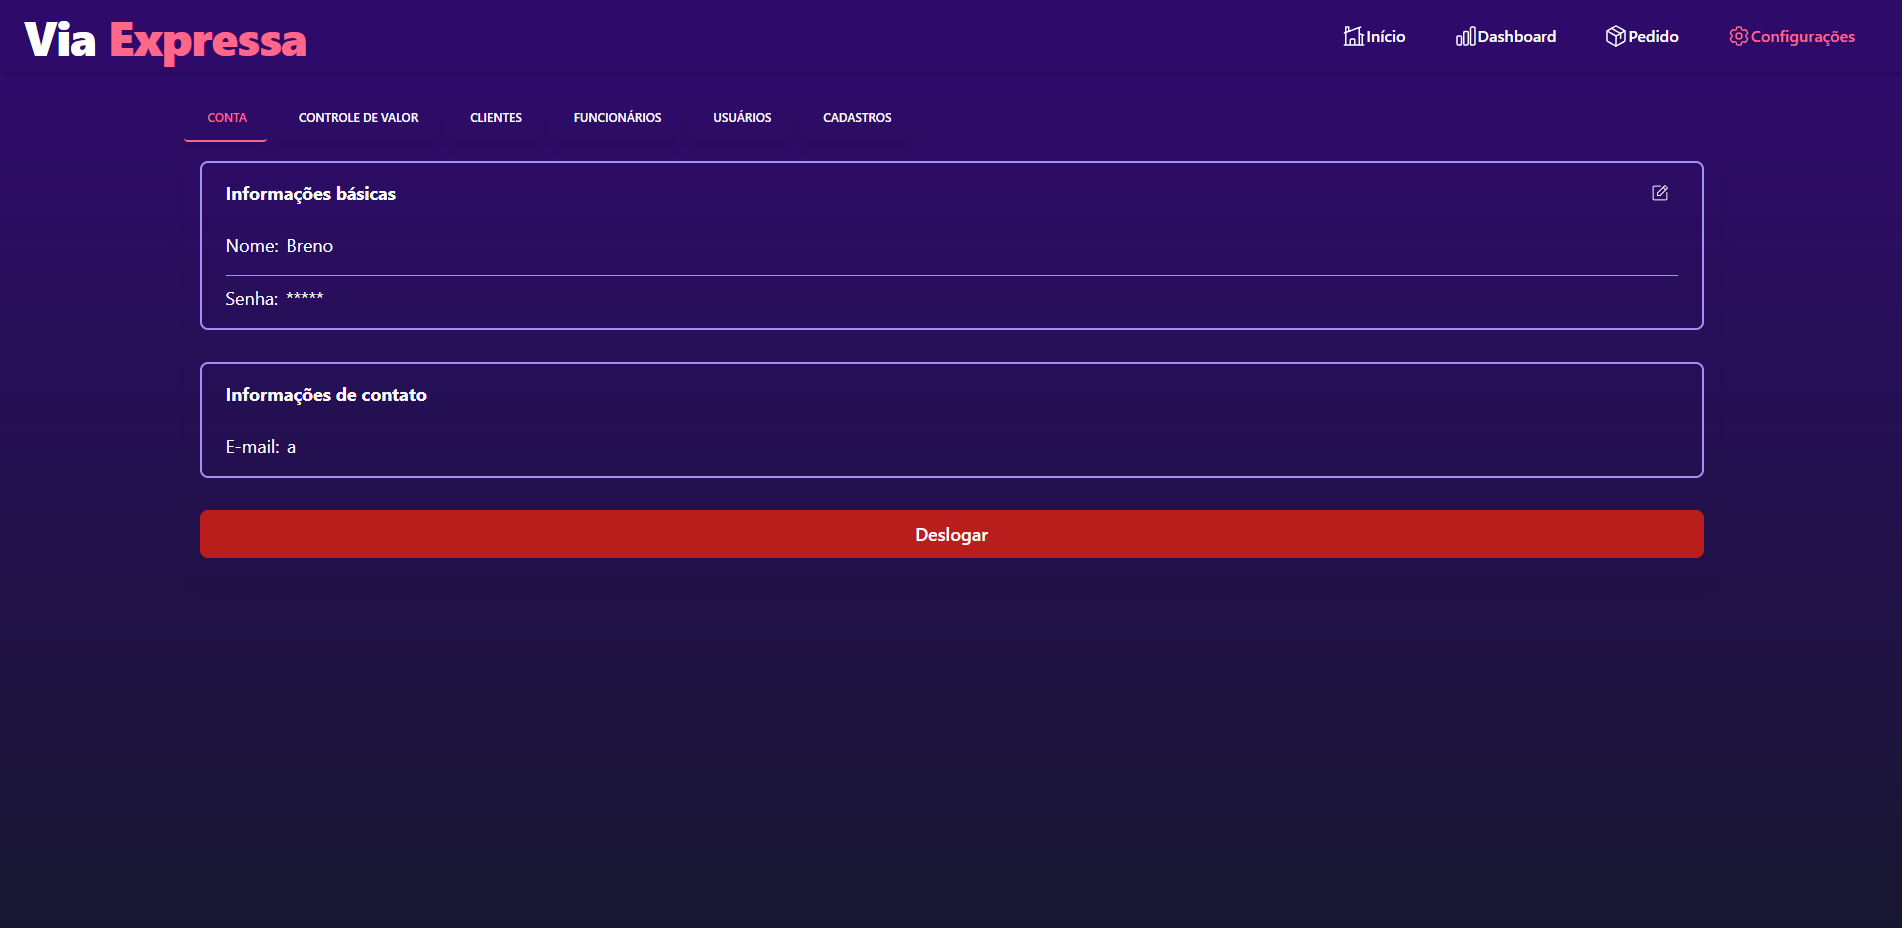 Via Expressa
Início Dashboard Pedido Configurações
CONTA CONTROLE DE VALOR CLIENTES FUNCIONÁRIOS USUÁRIOS CADASTROS
Informações básicas
Nome: Breno
Senha: *****
Informações de contato
E-mail: a
Deslogar